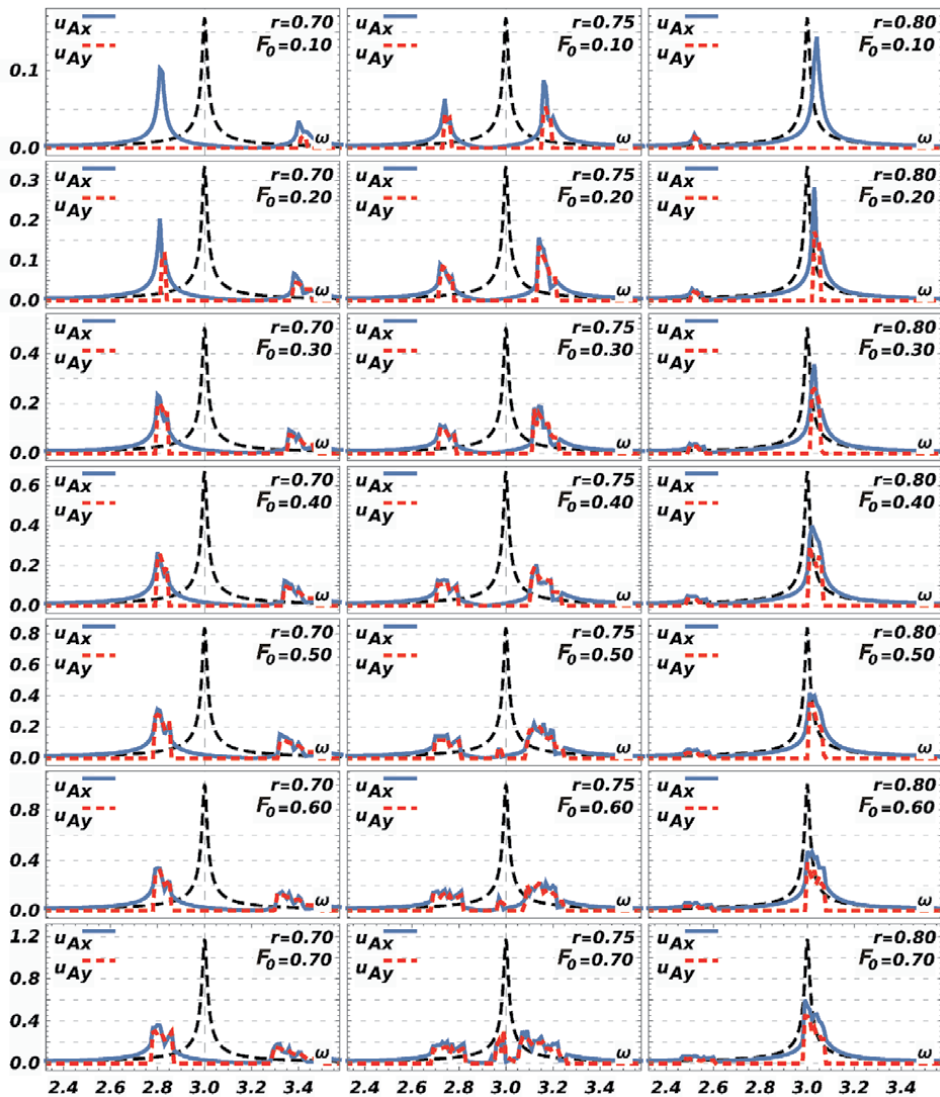 u_Ax r=0.70 u_Ax r=0.75 u_Ax r=0.80
u_Ay F_0=0.10 u_Ay F_0=0.10 u_Ay F_0=0.10
0.1
ω ω ω
0.0
0.3 u_Ax r=0.70 u_Ax r=0.75 u_Ax r=0.80
u_Ay F_0=0.20 u_Ay F_0=0.20 u_Ay F_0=0.20
0.2
0.1
ω ω ω
0.0
u_Ax r=0.70 u_Ax r=0.75 u_Ax r=0.80
0.4 u_Ay F_0=0.30 u_Ay F_0=0.30 u_Ay F_0=0.30
0.2
ω ω ω
0.0
0.6 u_Ax r=0.70 u_Ax r=0.75 u_Ax r=0.80
u_Ay F_0=0.40 u_Ay F_0=0.40 u_Ay F_0=0.40
0.4
0.2
ω ω ω
0.0
0.8 u_Ax r=0.70 u_Ax r=0.75 u_Ax r=0.80
0.6 u_Ay F_0=0.50 u_Ay F_0=0.50 u_Ay F_0=0.50
0.4
0.2
ω ω ω
0.0
u_Ax r=0.70 u_Ax r=0.75 u_Ax r=0.80
0.8 u_Ay F_0=0.60 u_Ay F_0=0.60 u_Ay F_0=0.60
0.4
ω ω ω
0.0
1.2 u_Ax r=0.70 u_Ax r=0.75 u_Ax r=0.80
u_Ay F_0=0.70 u_Ay F_0=0.70 u_Ay F_0=0.70
0.8
0.4
ω ω ω
0.0
2.4 2.6 2.8 3.0 3.2 3.4 2.4 2.6 2.8 3.0 3.2 3.4 2.4 2.6 2.8 3.0 3.2 3.4